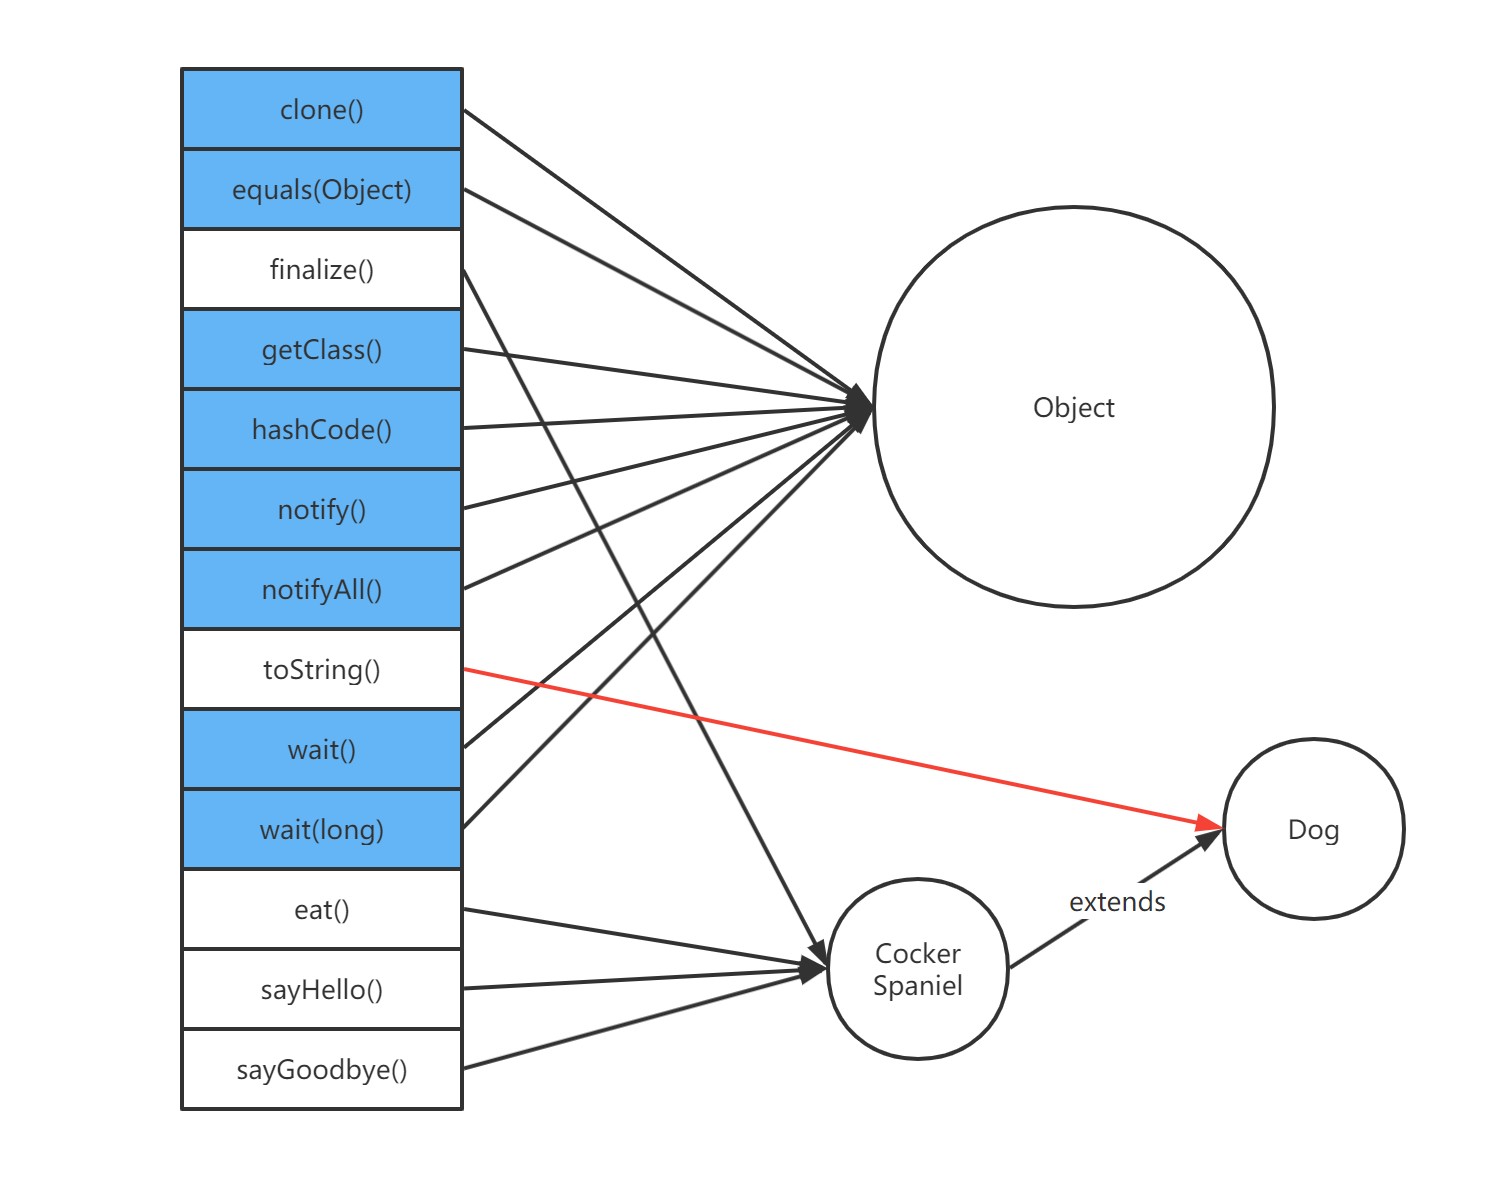 clone()
equals(Object)
finalize()
getClass()
hashCode()
notify()
notifyAll()
toString()
wait()
wait(long)
eat()
sayHello()
sayGoodbye()
Object
Dog
extends
Cocker
Spaniel